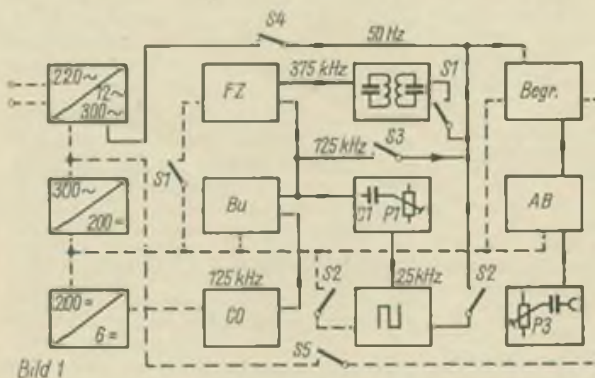 S4
50 Hz
220~
12~
300~
FZ
375 kHz
S1
Begr.
125 kHz
S3
S1
300~
200=
Bu
C1
P1
AB
125 kHz
25 kHz
S2
S2
200=
6=
CO
P3
S5
Bild 1